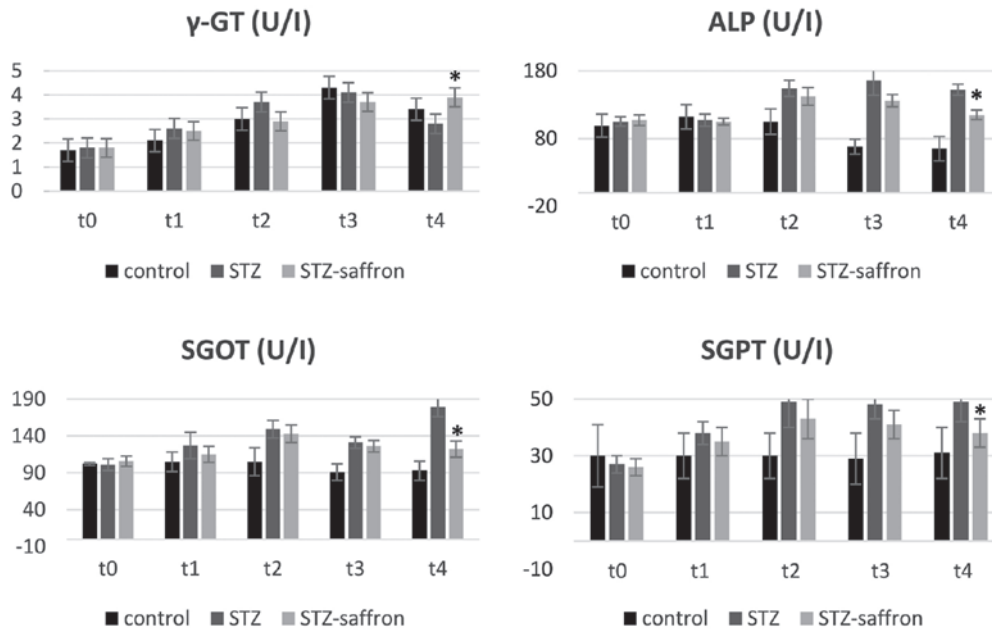 γ-GT (U/I)
5
4
3
2
1
0
*
t0 t1 t2 t3 t4
control STZ STZ-saffron
ALP (U/I)
180
80
-20
*
t0 t1 t2 t3 t4
control STZ STZ-saffron
SGOT (U/I)
190
140
90
40
-10
*
t0 t1 t2 t3 t4
control STZ STZ-saffron
SGPT (U/I)
50
30
10
-10
*
t0 t1 t2 t3 t4
control STZ STZ-saffron